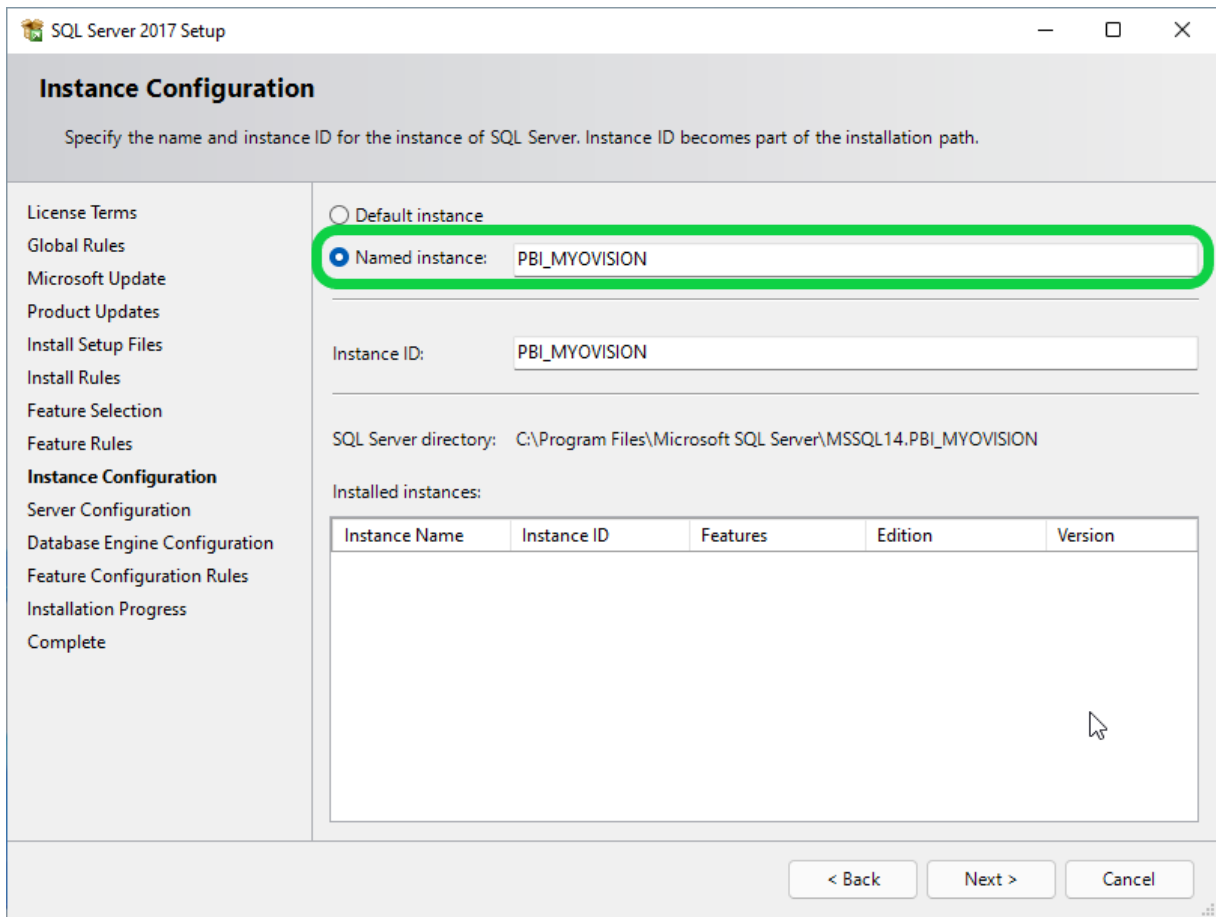 SQL Server 2017 Setup
Instance Configuration
Specify the name and instance ID for the instance of SQL Server. Instance ID becomes part of the installation path.
License Terms
Global Rules
Microsoft Update
Product Updates
Install Setup Files
Install Rules
Feature Selection
Feature Rules
Instance Configuration
Server Configuration
Database Engine Configuration
Feature Configuration Rules
Installation Progress
Complete
Default instance
Named instance: PBI_MYOVISION
Instance ID: PBI_MYOVISION
SQL Server directory: C:\Program Files\Microsoft SQL Server\MSSQL14.PBI_MYOVISION
Installed instances:
Instance Name Instance ID Features Edition Version
< Back Next > Cancel